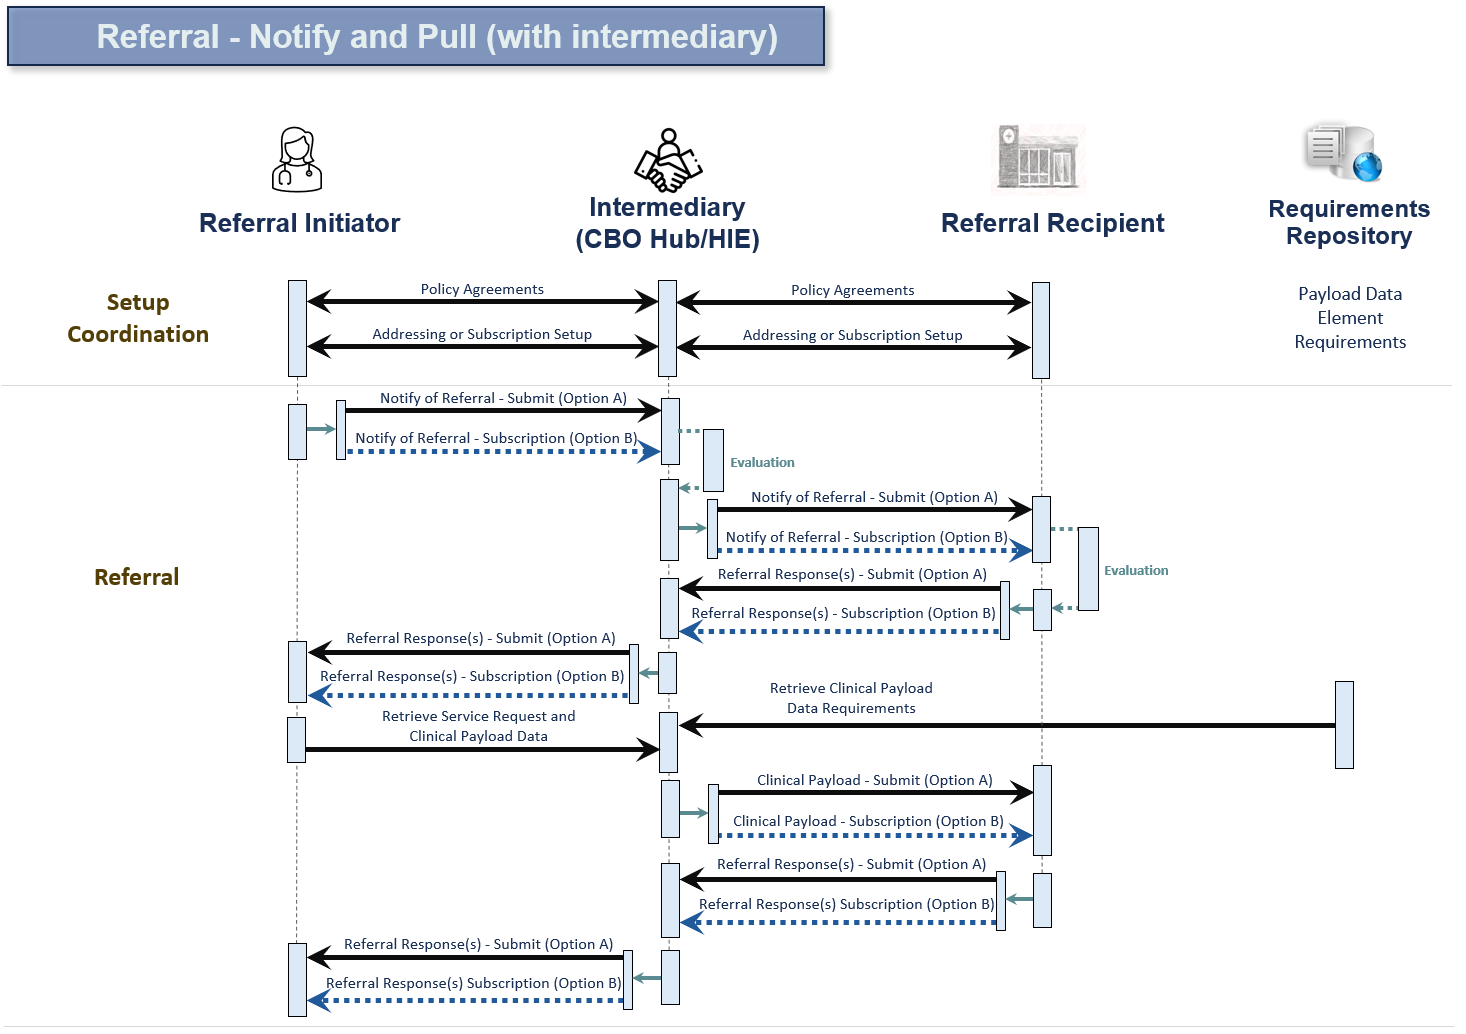 Referral - Notify and Pull (with intermediary)
Referral Initiator
Intermediary
(CBO Hub/HIE)
Referral Recipient
Requirements
Repository
Setup
Coordination
Policy Agreements
Policy Agreements
Addressing or Subscription Setup
Addressing or Subscription Setup
Payload Data
Element
Requirements
Referral
Notify of Referral - Submit (Option A)
Notify of Referral - Subscription (Option B)
Evaluation
Notify of Referral - Submit (Option A)
Notify of Referral - Subscription (Option B)
Evaluation
Referral Response(s) - Submit (Option A)
Referral Response(s) - Subscription (Option B)
Referral Response(s) - Submit (Option A)
Referral Response(s) - Subscription (Option B)
Retrieve Clinical Payload
Data Requirements
Retrieve Service Request and
Clinical Payload Data
Clinical Payload - Submit (Option A)
Clinical Payload - Subscription (Option B)
Referral Response(s) - Submit (Option A)
Referral Response(s) Subscription (Option B)
Referral Response(s) - Submit (Option A)
Referral Response(s) Subscription (Option B)